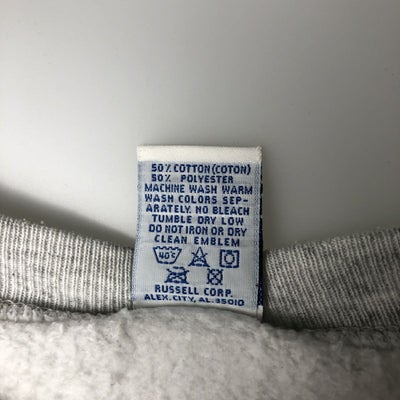 50% COTTON (COTON)
50% POLYESTER
MACHINE WASH WARM
WASH COLORS SEP-
ARATELY. NO BLEACH
TUMBLE DRY LOW
DO NOT IRON OR DRY
CLEAN EMBLEM
40°C
RUSSELL CORP.
ALEX. CITY, AL. 35010